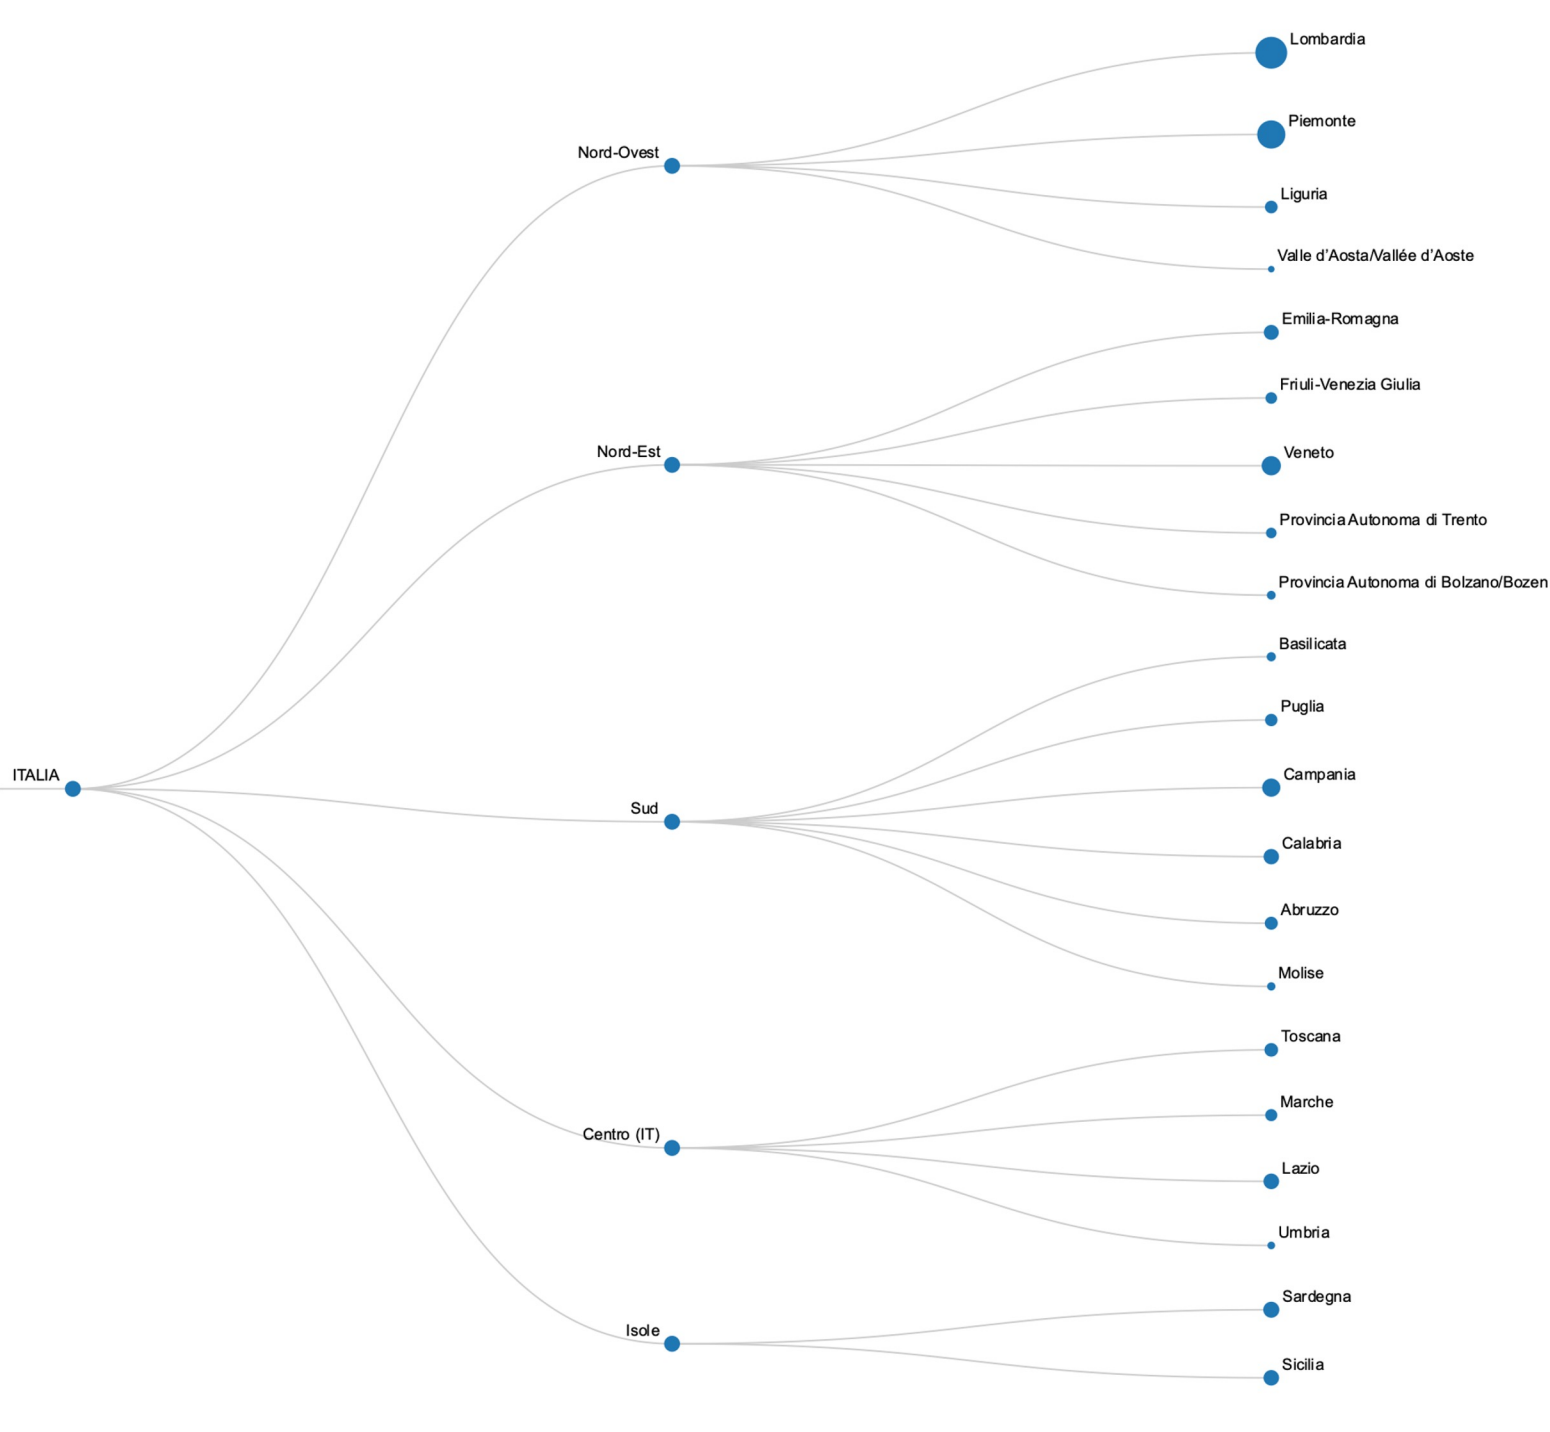 ITALIA
Nord-Ovest
Lombardia
Piemonte
Liguria
Valle d’Aosta/Vallée d’Aoste
Nord-Est
Emilia-Romagna
Friuli-Venezia Giulia
Veneto
Provincia Autonoma di Trento
Provincia Autonoma di Bolzano/Bozen
Sud
Basilicata
Puglia
Campania
Calabria
Abruzzo
Molise
Centro (IT)
Toscana
Marche
Lazio
Umbria
Isole
Sardegna
Sicilia